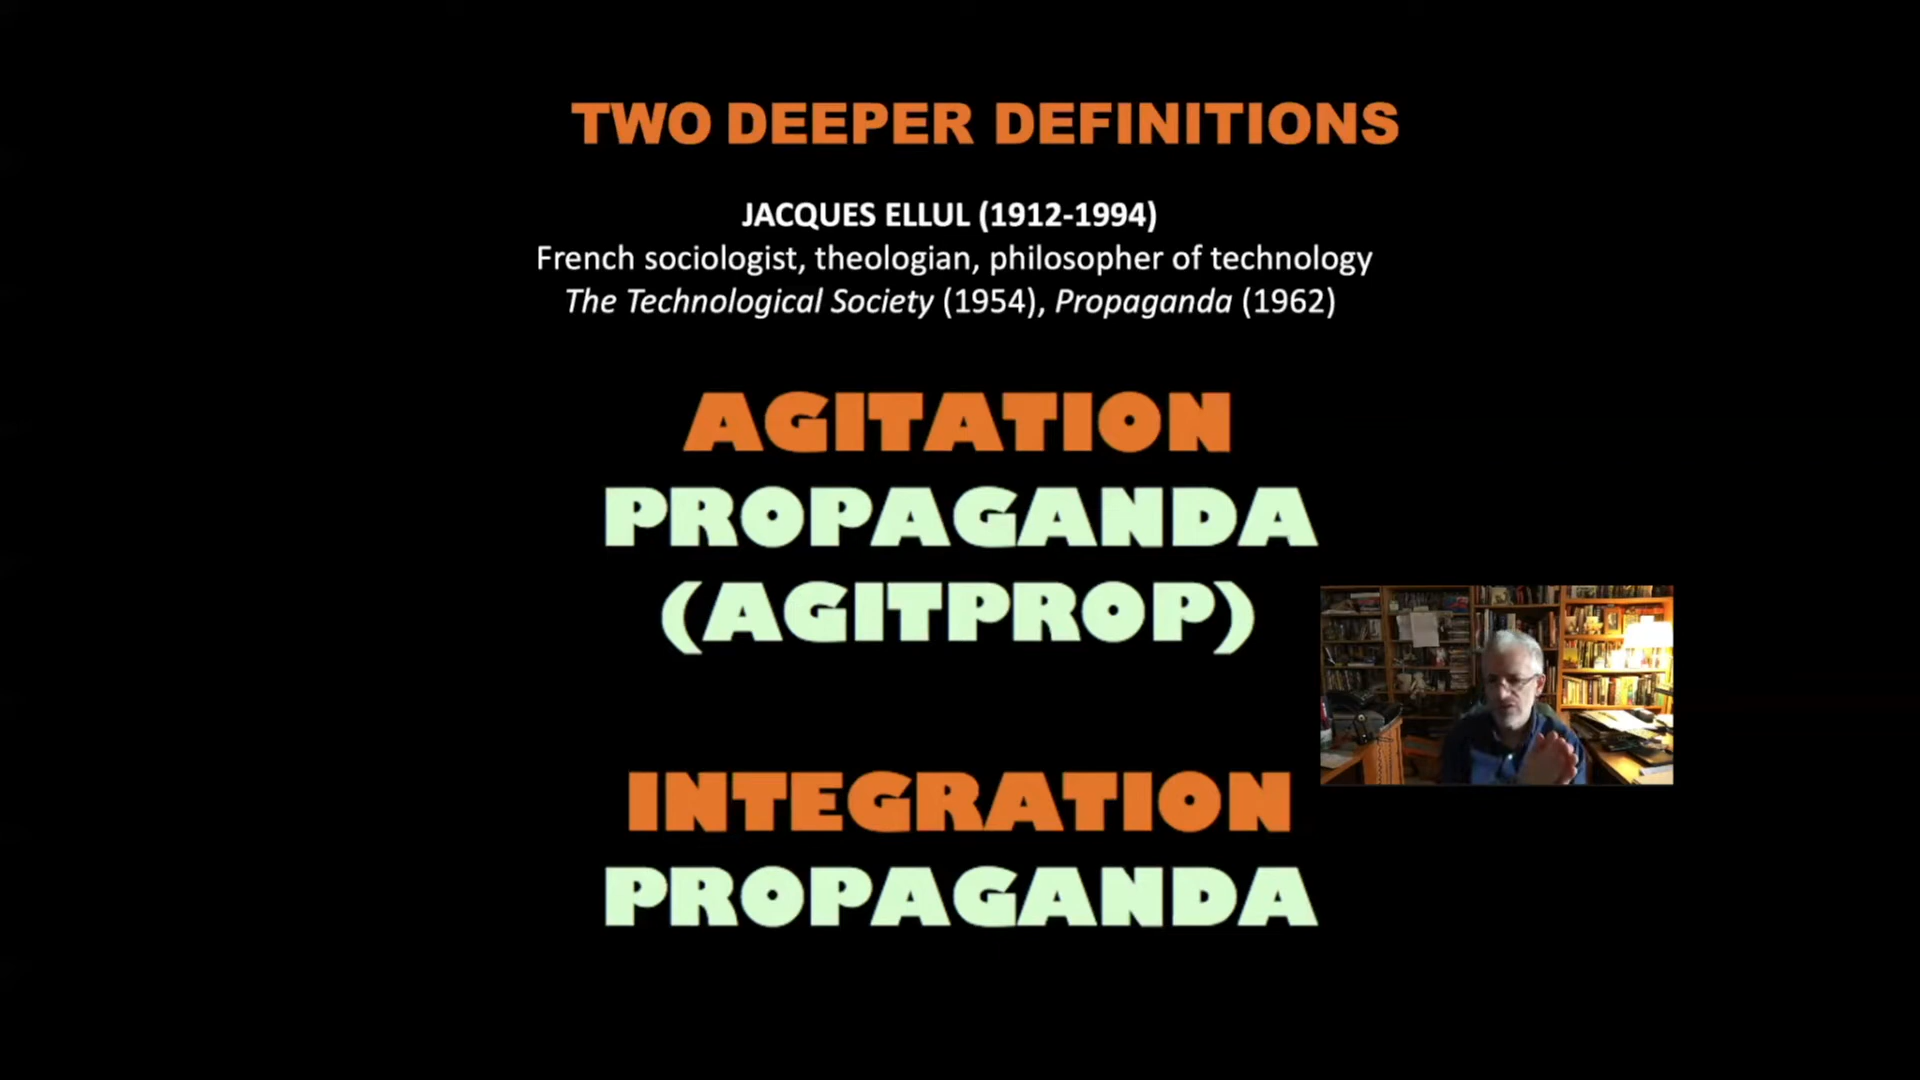 TWO DEEPER DEFINITIONS
JACQUES ELLUL (1912-1994)
French sociologist, theologian, philosopher of technology
The Technological Society (1954), Propaganda (1962)
AGITATION
PROPAGANDA
(AGITPROP)
INTEGRATION
PROPAGANDA